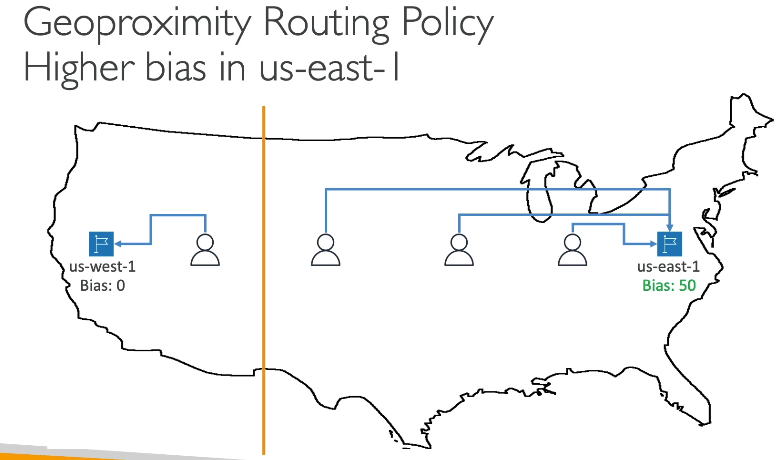 Geoproximity Routing Policy
Higher bias in us-east-1
us-west-1
Bias: 0
us-east-1
Bias: 50